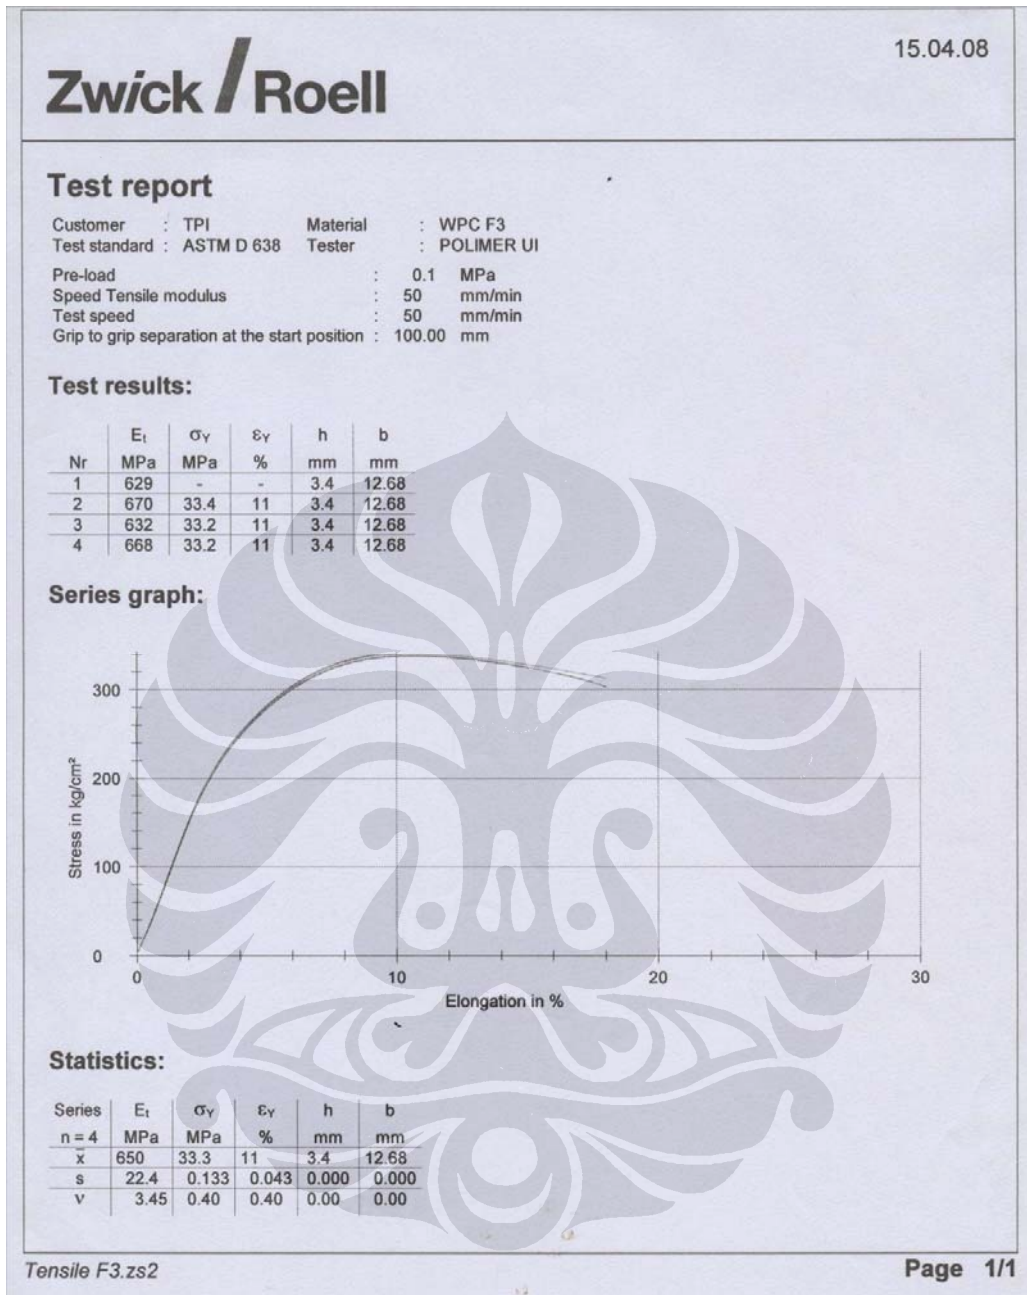 15.04.08
Zwick / Roell
Test report
Customer : TPI Material : WPC F3
Test standard : ASTM D 638 Tester : POLIMER UI
Pre-load : 0.1 MPa
Speed Tensile modulus : 50 mm/min
Test speed : 50 mm/min
Grip to grip separation at the start position : 100.00 mm
Test results:
Et σY εY h b
Nr MPa MPa % mm mm
1 629 - - 3.4 12.68
2 670 33.4 11 3.4 12.68
3 632 33.2 11 3.4 12.68
4 668 33.2 11 3.4 12.68
Series graph:
300
200
100
0
Stress in kg/cm²
0 10 20 30
Elongation in %
Statistics:
Series Et σY εY h b
n = 4 MPa MPa % mm mm
x̄ 650 33.3 11 3.4 12.68
s 22.4 0.133 0.043 0.000 0.000
ν 3.45 0.40 0.40 0.00 0.00
Tensile F3.zs2
Page 1/1